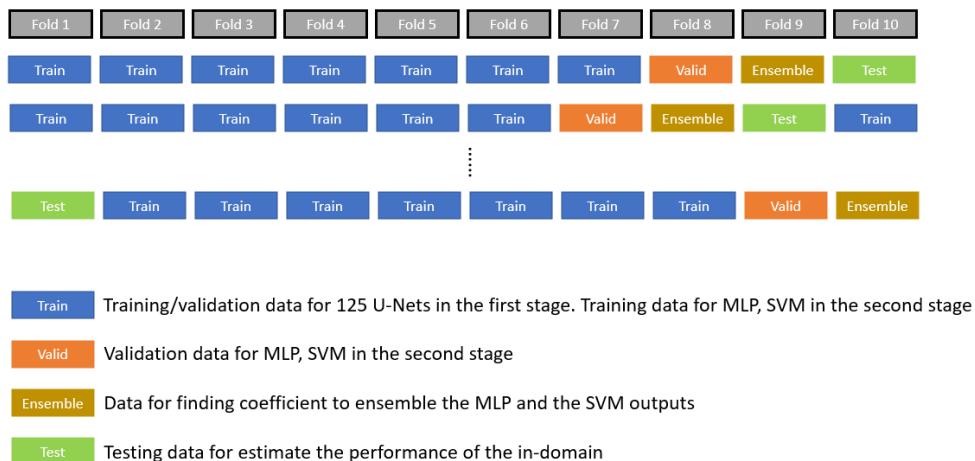 Fold 1 Fold 2 Fold 3 Fold 4 Fold 5 Fold 6 Fold 7 Fold 8 Fold 9 Fold 10
Train Train Train Train Train Train Train Valid Ensemble Test
Train Train Train Train Train Train Valid Ensemble Test Train
Test Train Train Train Train Train Train Train Valid Ensemble
Train Training/validation data for 125 U-Nets in the first stage. Training data for MLP, SVM in the second stage
Valid Validation data for MLP, SVM in the second stage
Ensemble Data for finding coefficient to ensemble the MLP and the SVM outputs
Test Testing data for estimate the performance of the in-domain